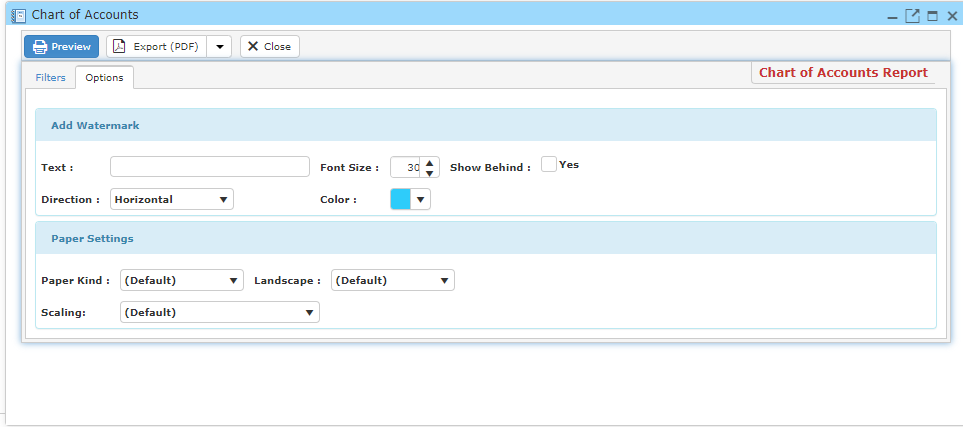 Chart of Accounts
Preview Export (PDF) Close
Filters Options Chart of Accounts Report
Add Watermark
Text : Font Size : 30 Show Behind : Yes
Direction : Horizontal Color :
Paper Settings
Paper Kind : (Default) Landscape : (Default)
Scaling: (Default)